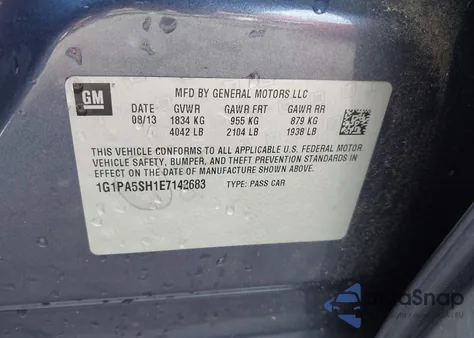 GM
MFD BY GENERAL MOTORS LLC
DATE GVWR GAWR FRT GAWR RR
08/13 1834 KG 955 KG 879 KG
4042 LB 2104 LB 1938 LB
THIS VEHICLE CONFORMS TO ALL APPLICABLE U.S. FEDERAL MOTOR
VEHICLE SAFETY, BUMPER, AND THEFT PREVENTION STANDARDS IN
EFFECT ON THE DATE OF MANUFACTURE SHOWN ABOVE.
1G1PA5SH1E7142683 TYPE: PASS CAR